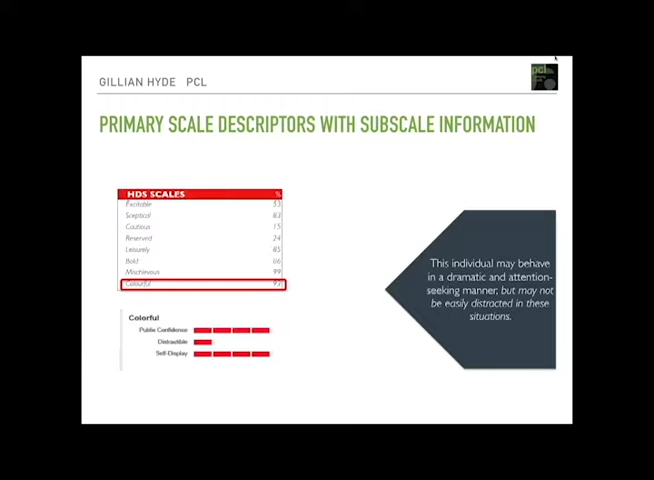 GILLIAN HYDE PCL
pcl
PRIMARY SCALE DESCRIPTORS WITH SUBSCALE INFORMATION
HDS SCALES %
Excitable 53
Sceptical 83
Cautious 15
Reserved 24
Leisurely 85
Bold
Mischievous 99
Colourful
This individual may behave
in a dramatic and attention-
seeking manner, but may not
be easily distracted in these
situations.
Colorful
Public Confidence
Distractible
Self-Display